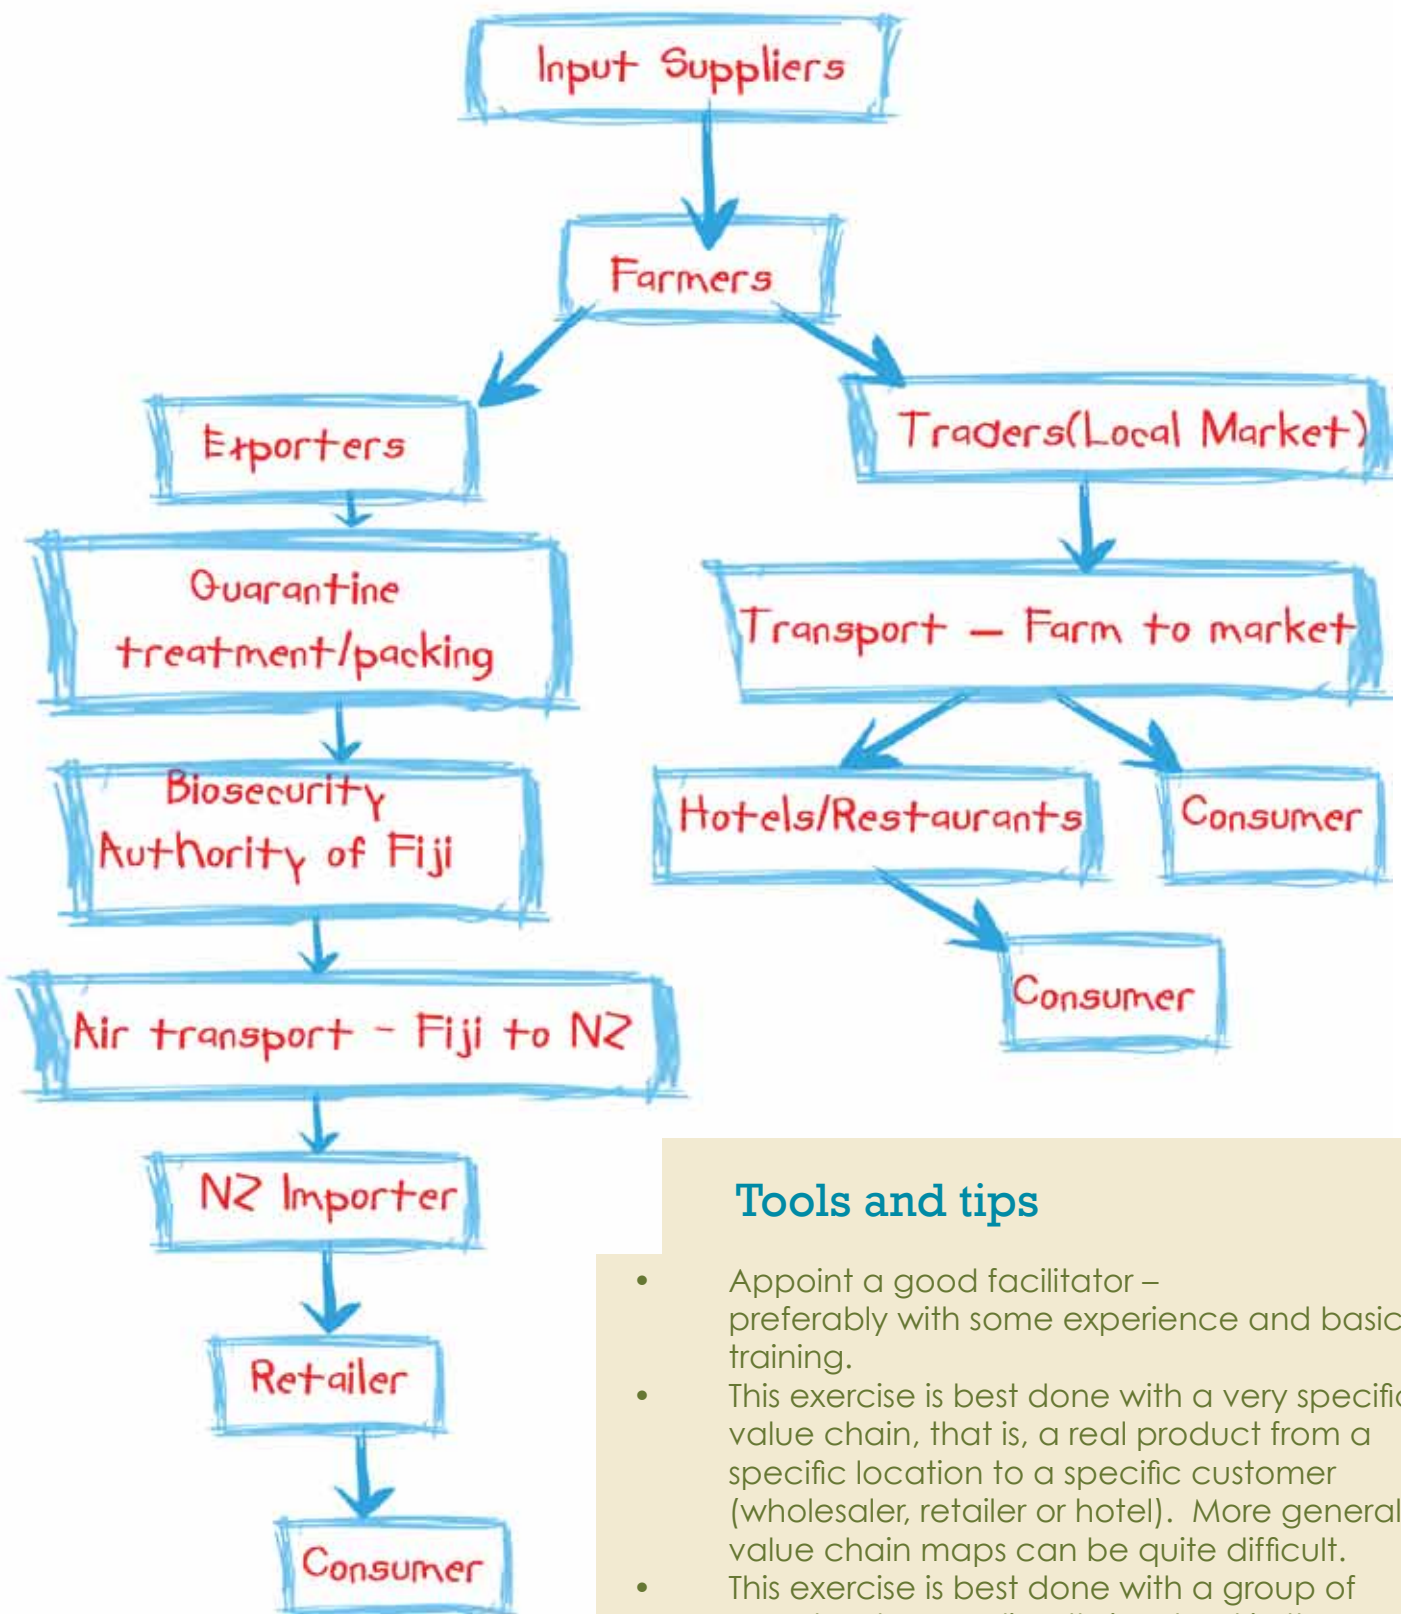 Input Suppliers
Farmers
Exporters
Quarantine
treatment/packing
Biosecurity
Authority of Fiji
Air transport - Fiji to NZ
NZ Importer
Retailer
Consumer
Traders(Local Market)
Transport – Farm to market
Hotels/Restaurants
Consumer
Consumer
Tools and tips
• Appoint a good facilitator –
preferably with some experience and basic
training.
• This exercise is best done with a very specific
value chain, that is, a real product from a
specific location to a specific customer
(wholesaler, retailer or hotel). More general
value chain maps can be quite difficult.
• This exercise is best done with a group of